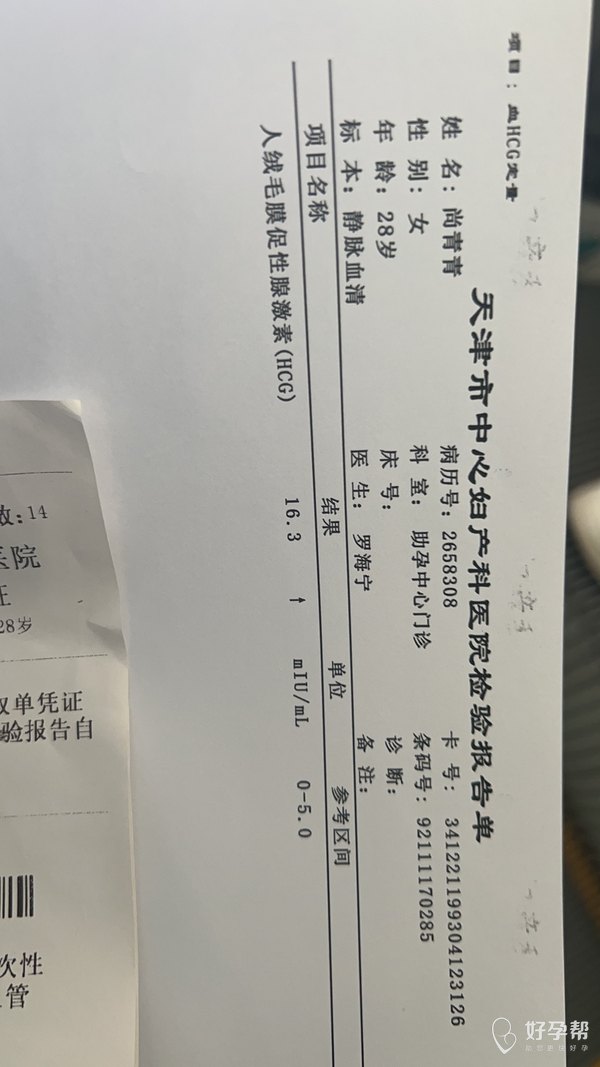 天津市中心妇产科医院检验报告单
项目：血HCG定量
姓 名：尚青青 病历号：2658308 卡 号：341221199304123126
性 别：女 科 室：助孕中心门诊 条码号：92111170285
年 龄：28岁 床 号： 诊 断：
标 本：静脉血清 医 生：罗海宁 备 注：
项目名称 结果 单位 参考区间
人绒毛膜促性腺激素(HCG) 16.3 ↑ mIU/mL 0-5.0
:14
医院
28岁
取单凭证
验报告自
次性
管
好孕帮